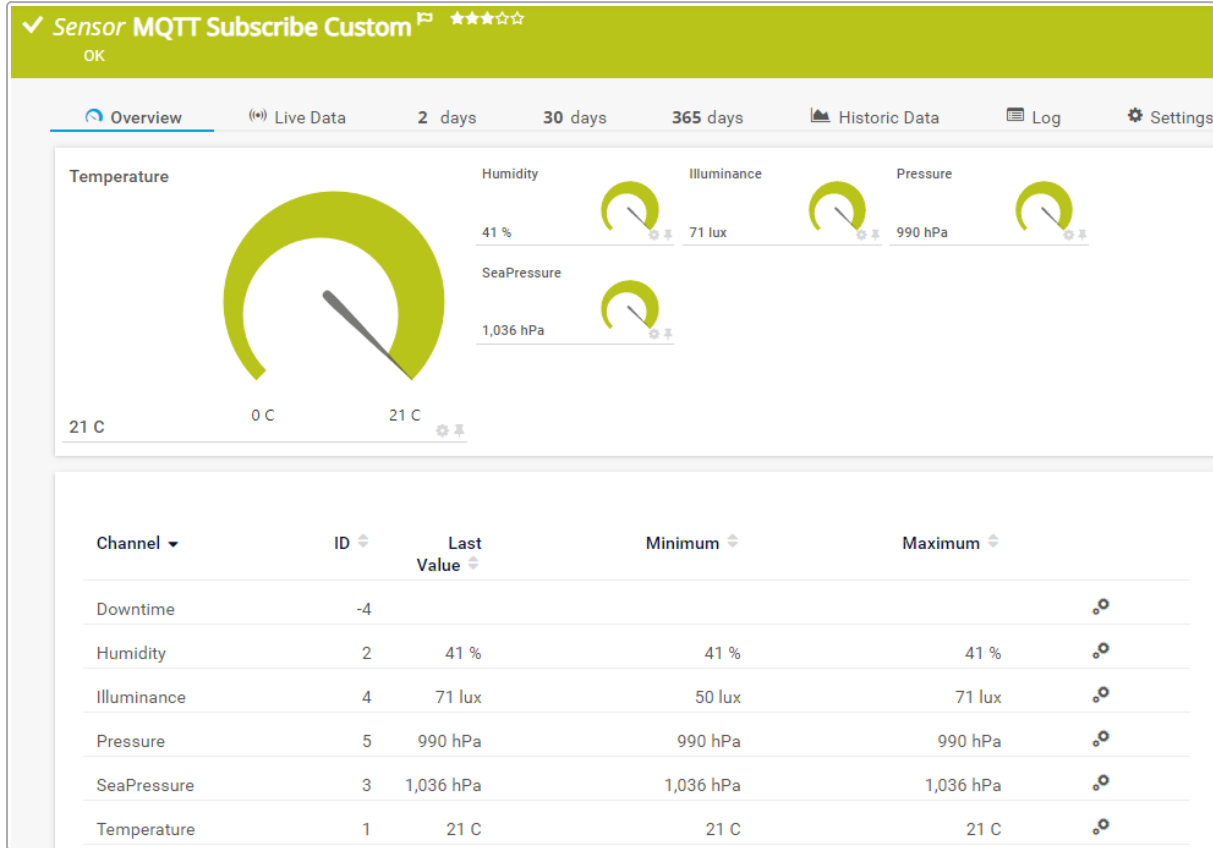 Sensor MQTT Subscribe Custom
OK
Overview Live Data 2 days 30 days 365 days Historic Data Log Settings
Temperature
0 C 21 C
21 C
Humidity
41 %
Illuminance
71 lux
Pressure
990 hPa
SeaPressure
1,036 hPa
Channel ID Last Value Minimum Maximum
Downtime -4
Humidity 2 41 % 41 % 41 %
Illuminance 4 71 lux 50 lux 71 lux
Pressure 5 990 hPa 990 hPa 990 hPa
SeaPressure 3 1,036 hPa 1,036 hPa 1,036 hPa
Temperature 1 21 C 21 C 21 C